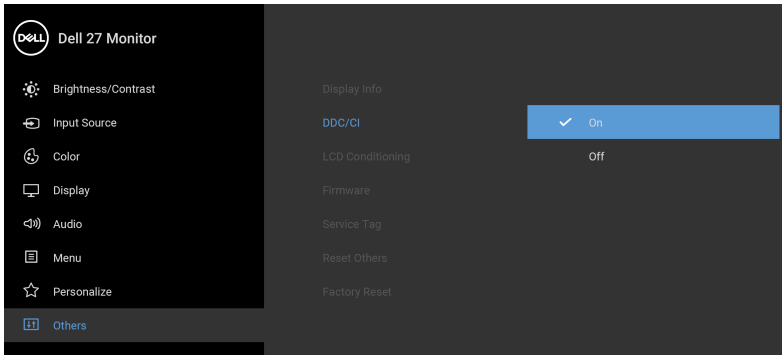 DELL
Dell 27 Monitor
Brightness/Contrast
Input Source
Color
Display
Audio
Menu
Personalize
Others
Display Info
DDC/CI
LCD Conditioning
Firmware
Service Tag
Reset Others
Factory Reset
On
Off